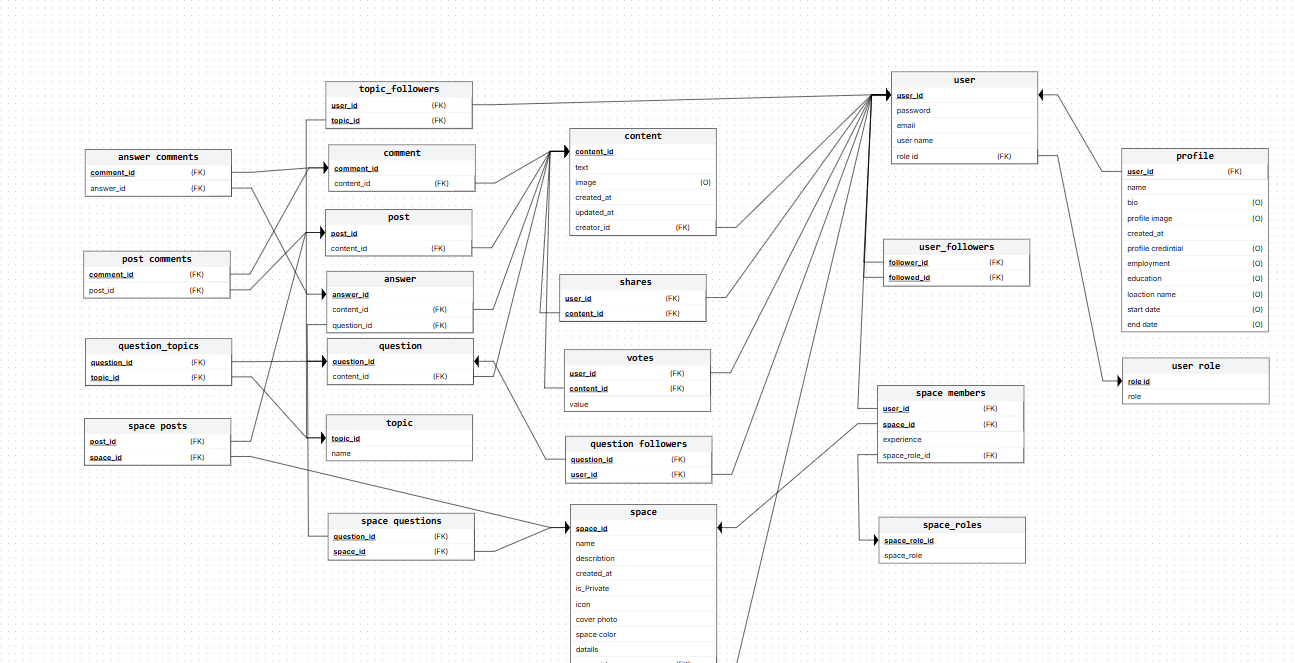 topic_followers
user_id (FK)
topic_id (FK)
answer comments
comment_id (FK)
answer_id (FK)
comment
comment_id
content_id (FK)
post
post_id
content_id (FK)
post comments
comment_id (FK)
post_id (FK)
answer
answer_id
content_id (FK)
question_id (FK)
question_topics
question_id (FK)
topic_id (FK)
question
question_id
content_id (FK)
space posts
post_id (FK)
space_id (FK)
topic
topic_id
name
space questions
question_id (FK)
space_id (FK)
content
content_id
text
image (O)
created_at
updated_at
creator_id (FK)
shares
user_id (FK)
content_id (FK)
votes
user_id (FK)
content_id (FK)
value
question followers
question_id (FK)
user_id (FK)
space
space_id
name
describtion
created_at
is_Private
icon
cover photo
space color
datails
user
user_id
password
email
user name
role id (FK)
user_followers
follower_id (FK)
followed_id (FK)
space members
user_id (FK)
space_id (FK)
experience
space_role_id (FK)
space_roles
space_role_id
space_role
profile
user_id (FK)
name
bio (O)
profile image (O)
created_at
profile credintial (O)
employment (O)
education (O)
loaction name (O)
start date (O)
end date (O)
user role
role id
role